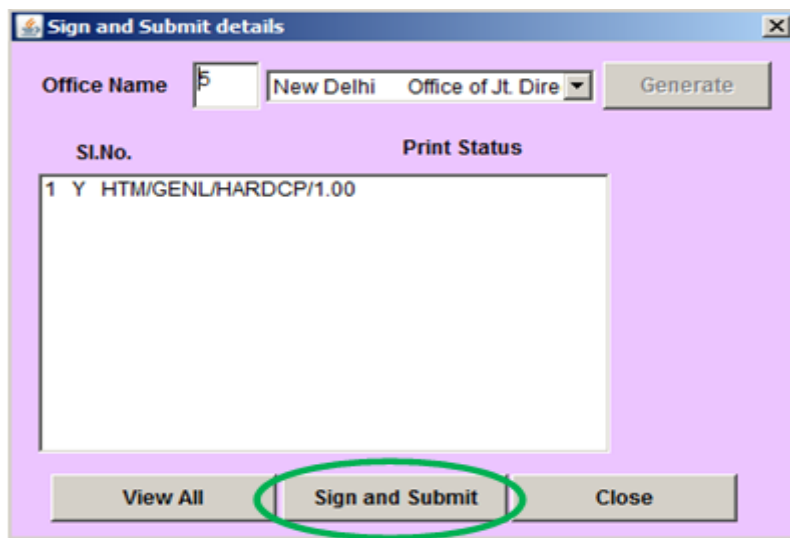 Sign and Submit details
Office Name 5 New Delhi Office of Jt. Dire Generate
Sl.No. Print Status
1 Y HTM/GENL/HARDCP/1.00
View All Sign and Submit Close